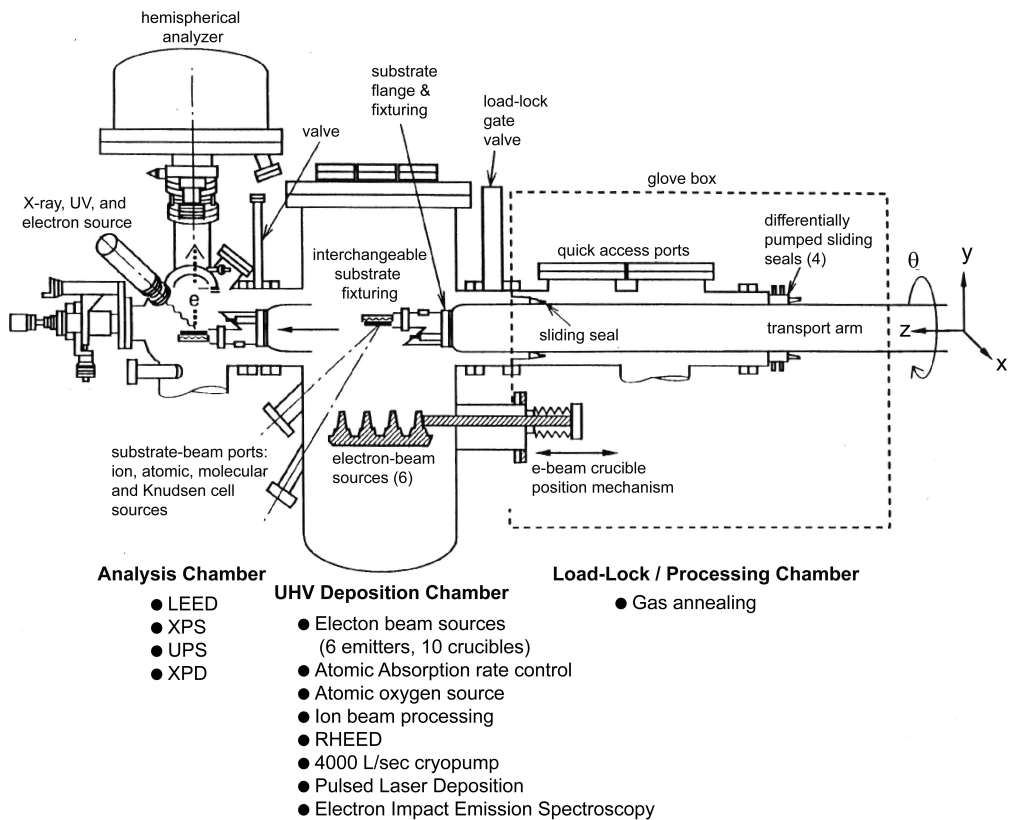 hemispherical
analyzer
substrate
flange &
fixturing
load-lock
gate
valve
valve
glove box
X-ray, UV, and
electron source
differentially
pumped sliding
seals (4)
quick access ports
interchangeable
substrate
fixturing
θ
y
e
sliding seal
transport arm
z
x
substrate-beam ports:
ion, atomic, molecular
and Knudsen cell
sources
electron-beam
sources (6)
e-beam crucible
position mechanism
Analysis Chamber
● LEED
● XPS
● UPS
● XPD
UHV Deposition Chamber
● Electon beam sources
(6 emitters, 10 crucibles)
● Atomic Absorption rate control
● Atomic oxygen source
● Ion beam processing
● RHEED
● 4000 L/sec cryopump
● Pulsed Laser Deposition
● Electron Impact Emission Spectroscopy
Load-Lock / Processing Chamber
● Gas annealing